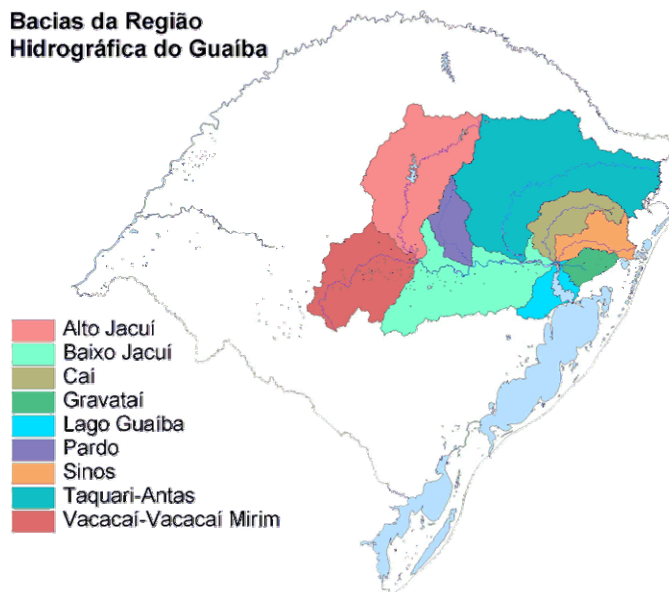 Bacias da Região
Hidrográfica do Guaíba
Alto Jacuí
Baixo Jacuí
Caí
Gravataí
Lago Guaíba
Pardo
Sinos
Taquari-Antas
Vacacaí-Vacacaí Mirim